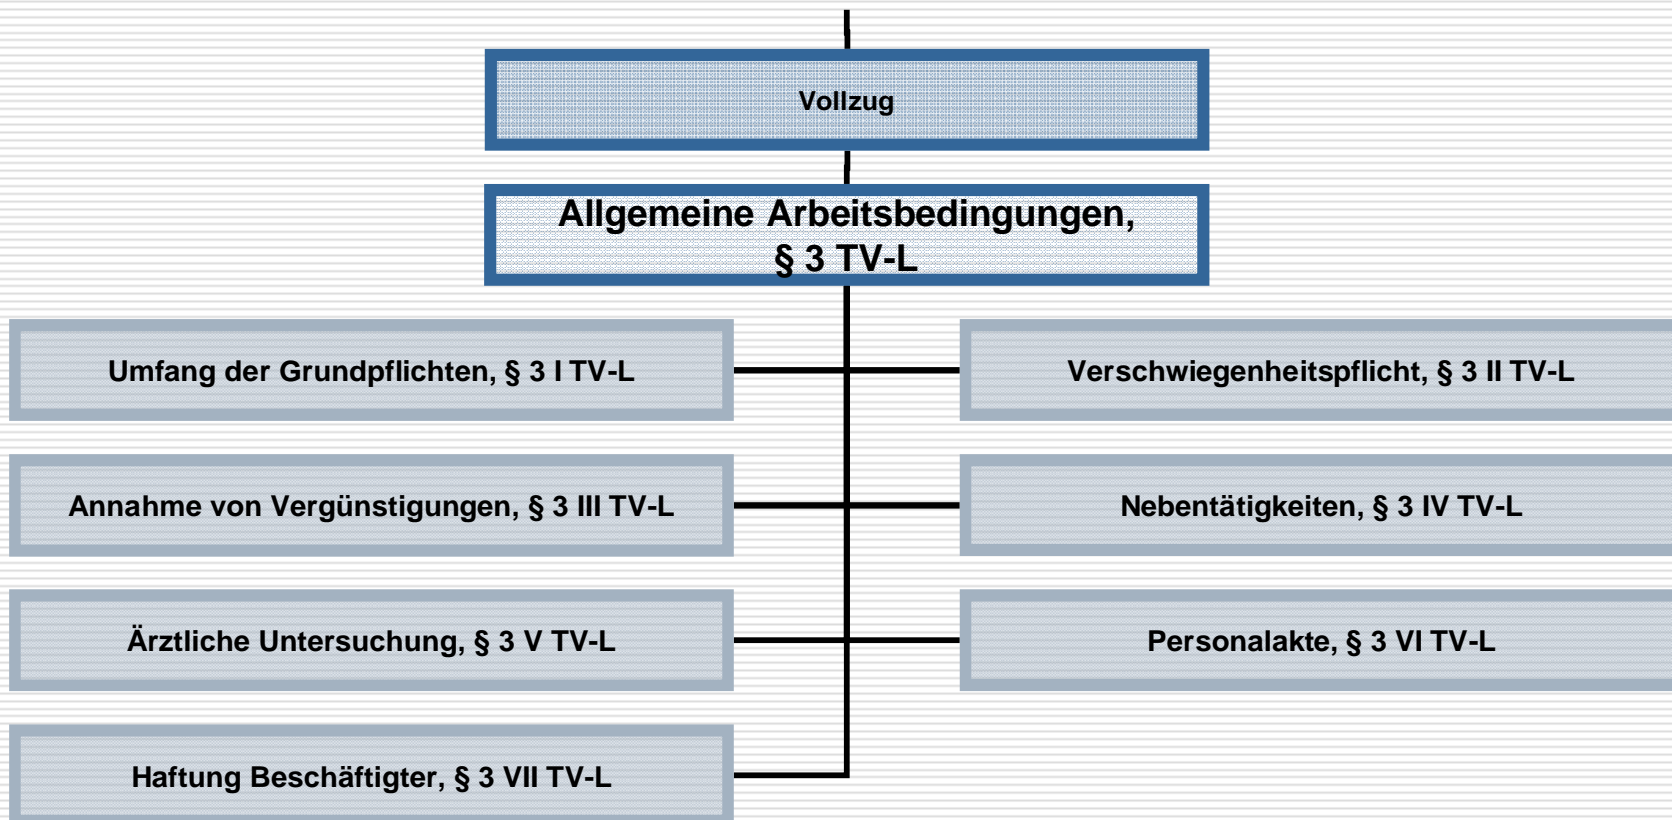 Vollzug
Allgemeine Arbeitsbedingungen,
§ 3 TV-L
Umfang der Grundpflichten, § 3 I TV-L
Verschwiegenheitspflicht, § 3 II TV-L
Annahme von Vergünstigungen, § 3 III TV-L
Nebentätigkeiten, § 3 IV TV-L
Ärztliche Untersuchung, § 3 V TV-L
Personalakte, § 3 VI TV-L
Haftung Beschäftigter, § 3 VII TV-L